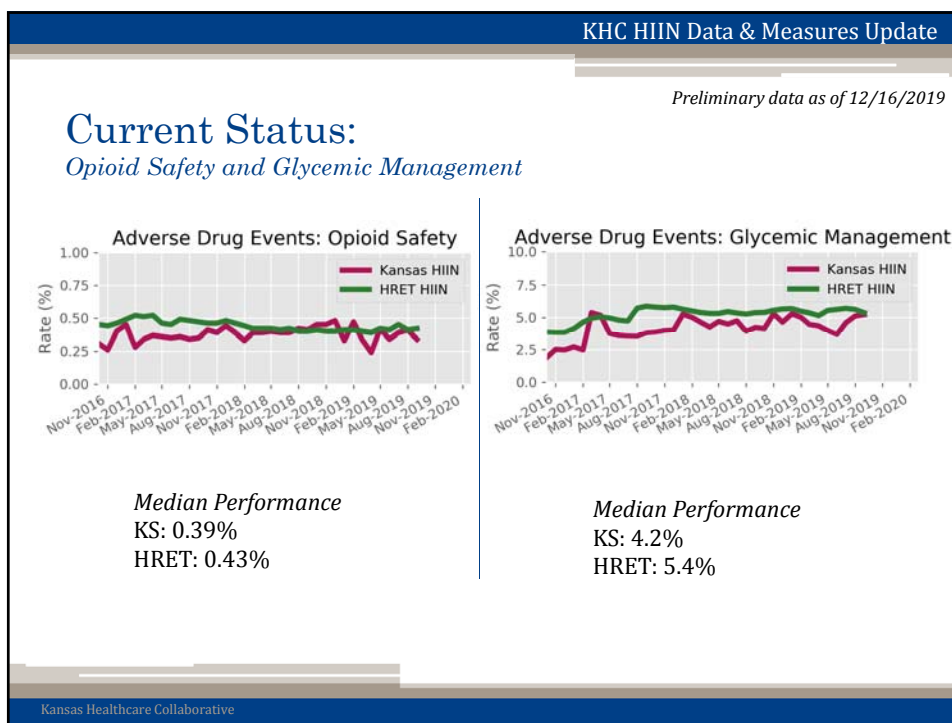 KHC HIIN Data & Measures Update
Preliminary data as of 12/16/2019
Current Status:
Opioid Safety and Glycemic Management
Adverse Drug Events: Opioid Safety
Kansas HIIN
HRET HIIN
Rate (%)
1.00
0.75
0.50
0.25
0.00
Nov-2016
Feb-2017
May-2017
Aug-2017
Nov-2017
Feb-2018
May-2018
Aug-2018
Nov-2018
Feb-2019
May-2019
Aug-2019
Nov-2019
Feb-2020
Median Performance
KS: 0.39%
HRET: 0.43%
Adverse Drug Events: Glycemic Management
Kansas HIIN
HRET HIIN
Rate (%)
10.0
7.5
5.0
2.5
0.0
Nov-2016
Feb-2017
May-2017
Aug-2017
Nov-2017
Feb-2018
May-2018
Aug-2018
Nov-2018
Feb-2019
May-2019
Aug-2019
Nov-2019
Feb-2020
Median Performance
KS: 4.2%
HRET: 5.4%
Kansas Healthcare Collaborative